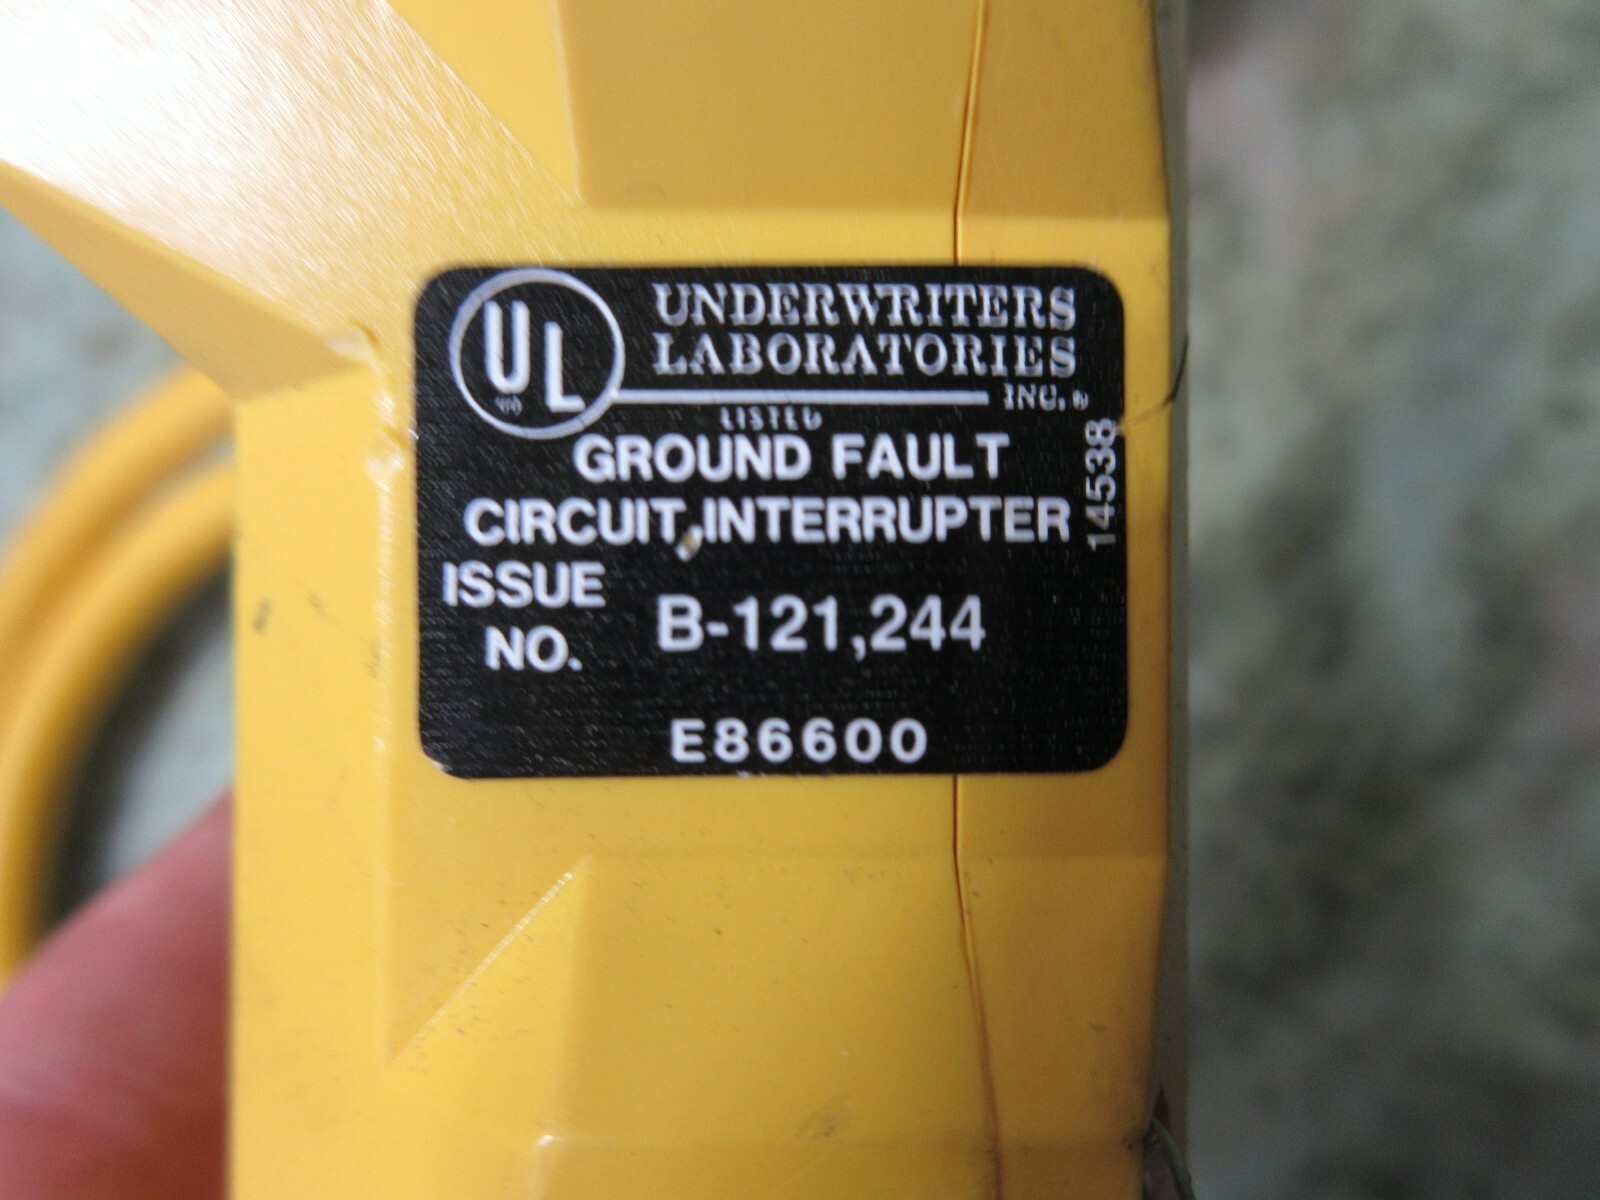 UL
UNDERWRITERS
LABORATORIES
INC.®
LISTED
GROUND FAULT
CIRCUIT INTERRUPTER
14538
ISSUE
NO. B-121,244
E86600